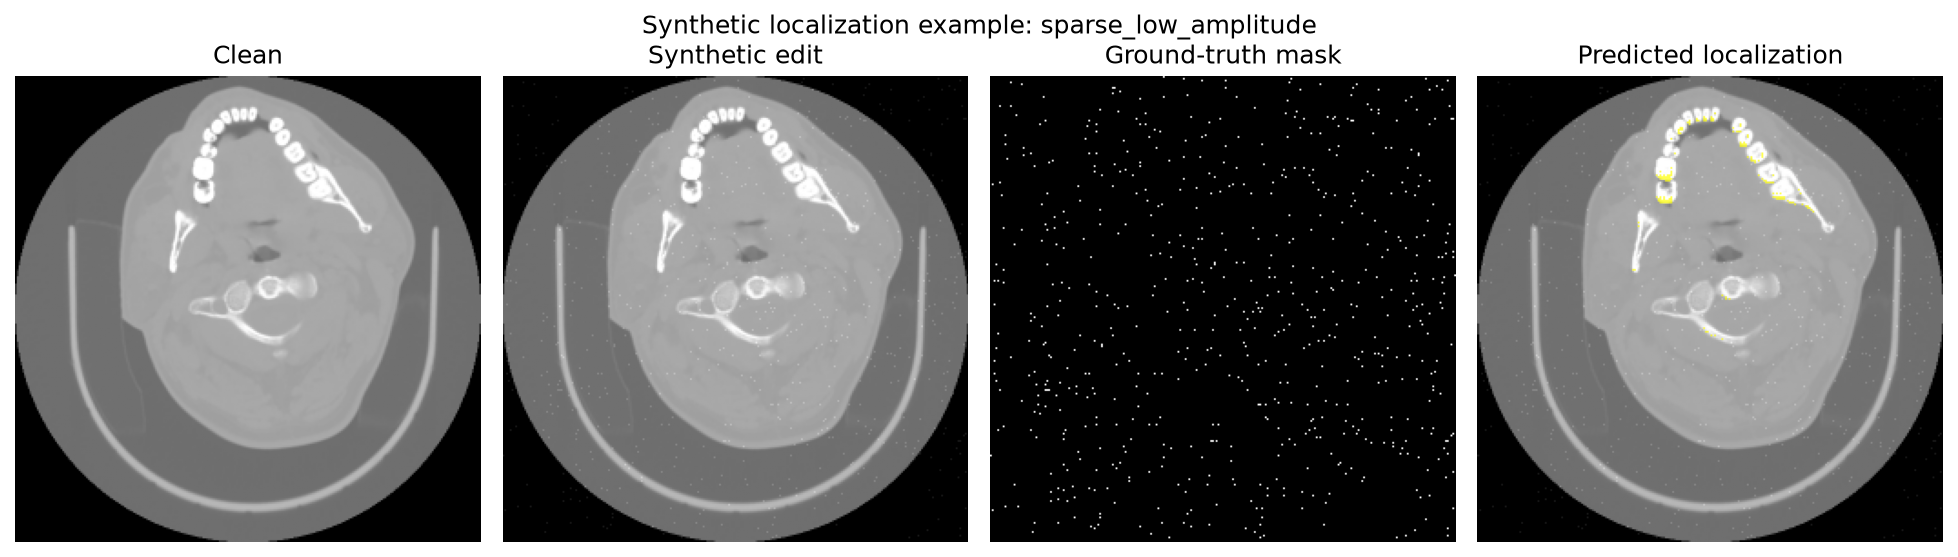 Synthetic localization example: sparse_low_amplitude
Clean
Synthetic edit
Ground-truth mask
Predicted localization